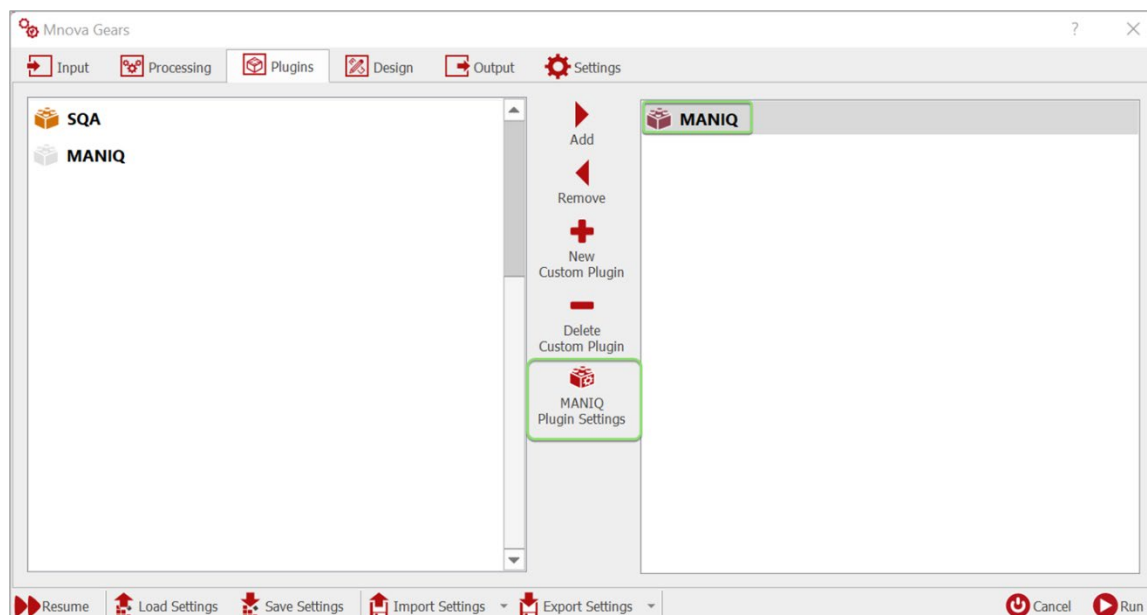 Mnova Gears
?
Input Processing Plugins Design Output Settings
SQA
MANIQ
Add
Remove
New
Custom Plugin
Delete
Custom Plugin
MANIQ
Plugin Settings
MANIQ
Resume Load Settings Save Settings Import Settings Export Settings Cancel Run